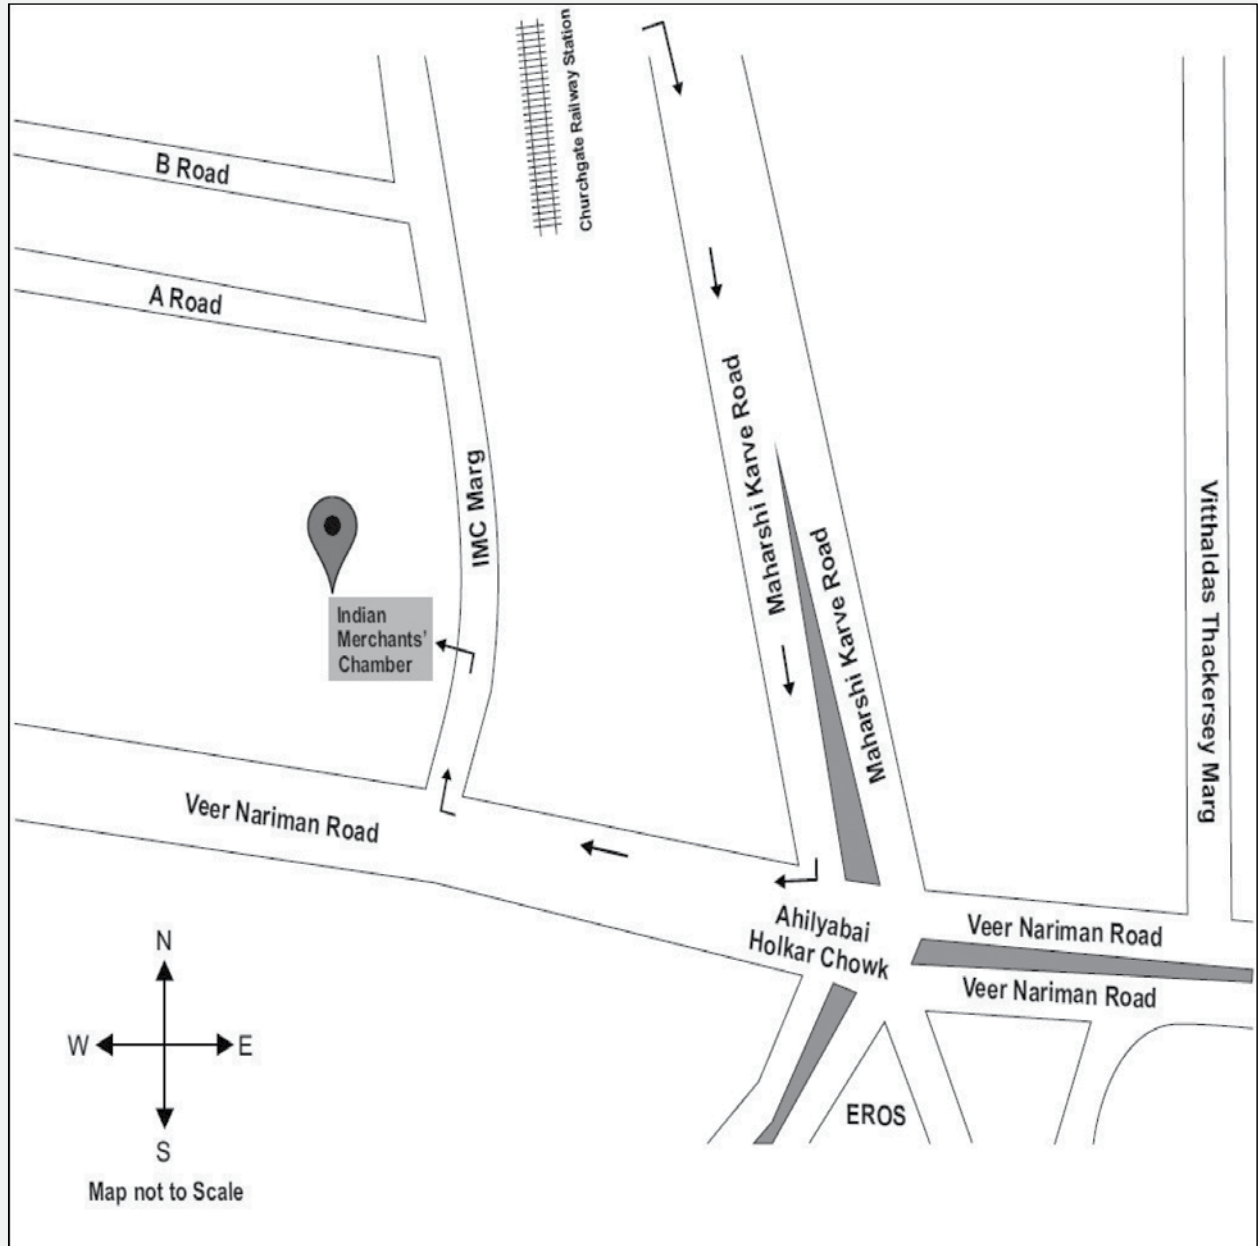 Churchgate Railway Station
B Road
A Road
Maharshi Karve Road
IMC Marg
Maharshi Karve Road
Vitthaldas Thackersey Marg
Indian
Merchants'
Chamber
Veer Nariman Road
Ahilyabai
Holkar Chowk
Veer Nariman Road
Veer Nariman Road
N
W
E
S
EROS
Map not to Scale